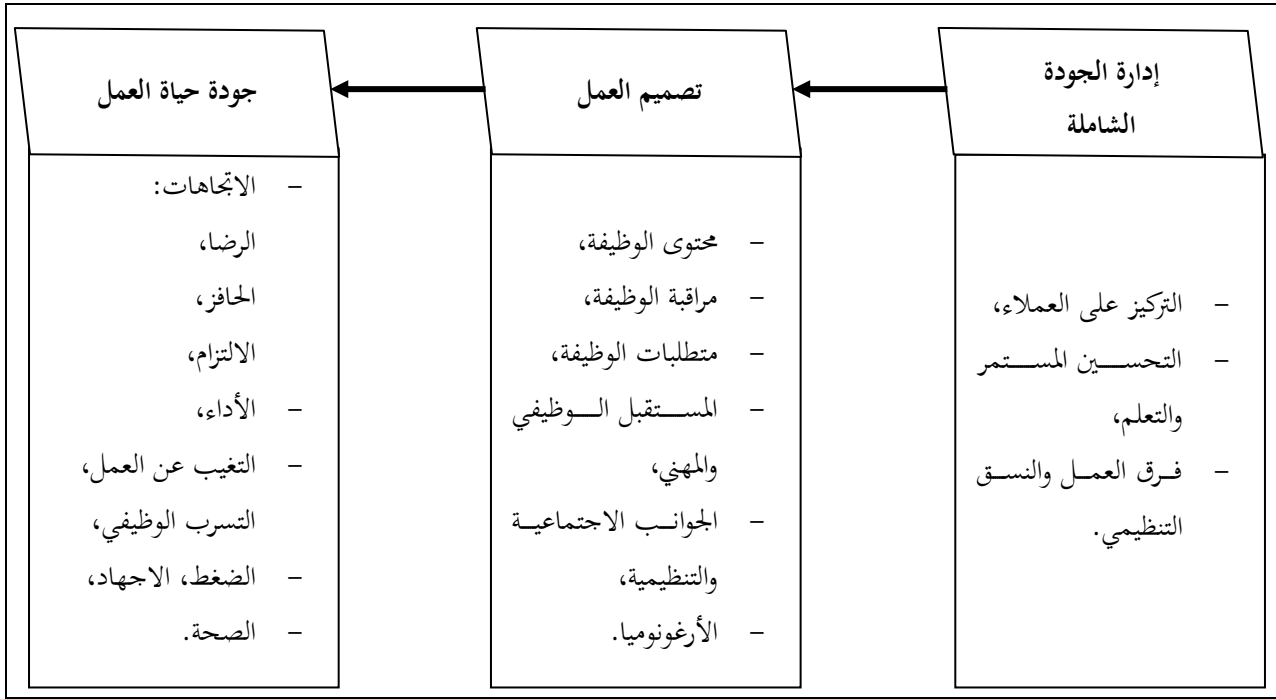 إدارة الجودة
الشاملة
– التركيز على العملاء،
– التحسين المستمر
والتعلم،
– فرق العمل والنسق
التنظيمي.
تصميم العمل
– محتوى الوظيفة،
– مراقبة الوظيفة،
– متطلبات الوظيفة،
– المستقبل الوظيفي
والمهني،
– الجوانب الاجتماعية
والتنظيمية،
– الأرغونوميا.
جودة حياة العمل
– الاتجاهات:
الرضا،
الحافز،
الالتزام،
– الأداء،
– التغيب عن العمل،
التسرب الوظيفي،
– الضغط، الاجهاد،
– الصحة.